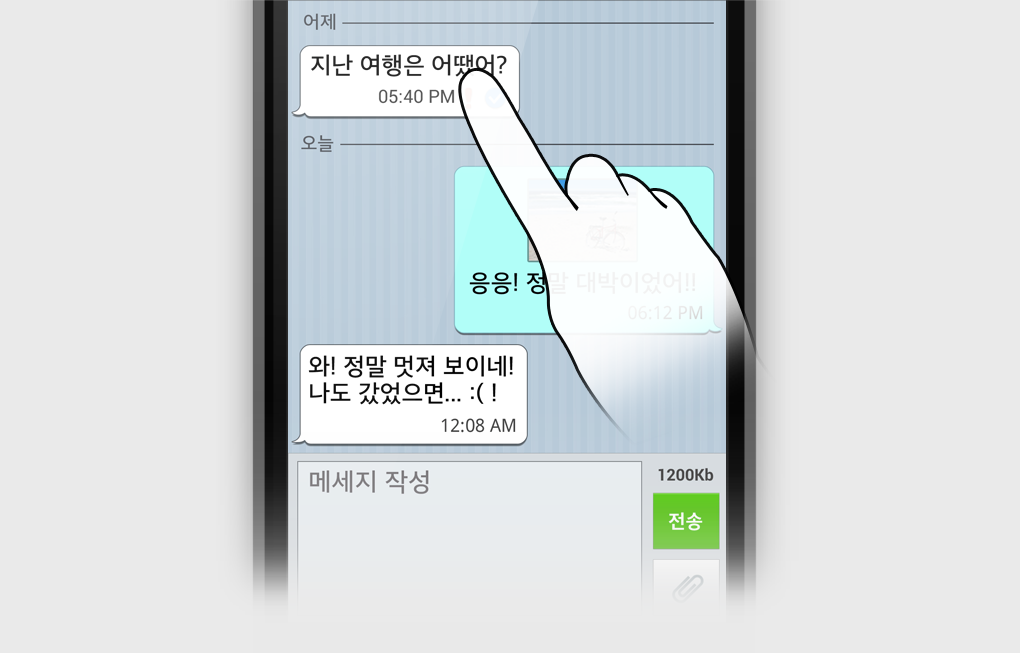 어제
지난 여행은 어땠어?
05:40 PM
오늘
응응! 정말 대박이었어!!
06:12 PM
와! 정말 멋져 보이네!
나도 갔었으면... :( !
12:08 AM
메세지 작성
1200Kb
전송